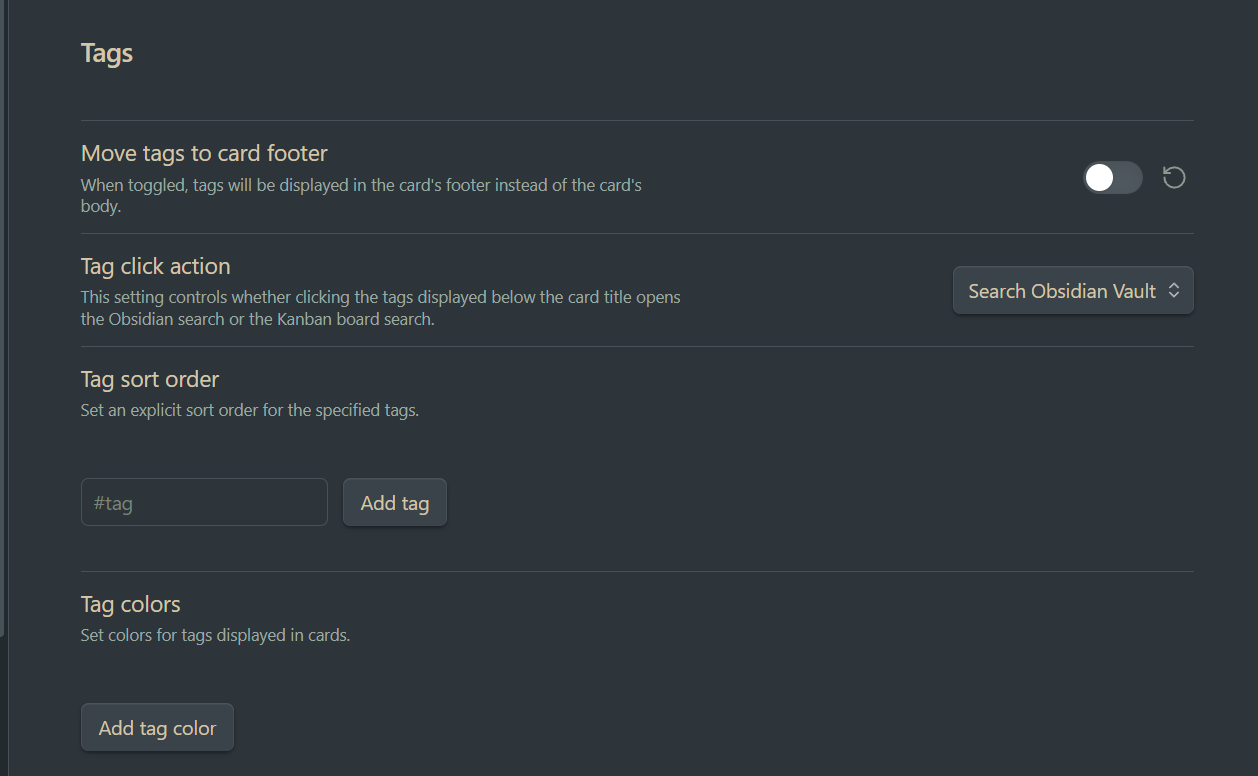 Tags
Move tags to card footer
When toggled, tags will be displayed in the card's footer instead of the card's
body.
Tag click action
This setting controls whether clicking the tags displayed below the card title opens
the Obsidian search or the Kanban board search.
Search Obsidian Vault
Tag sort order
Set an explicit sort order for the specified tags.
#tag
Add tag
Tag colors
Set colors for tags displayed in cards.
Add tag color